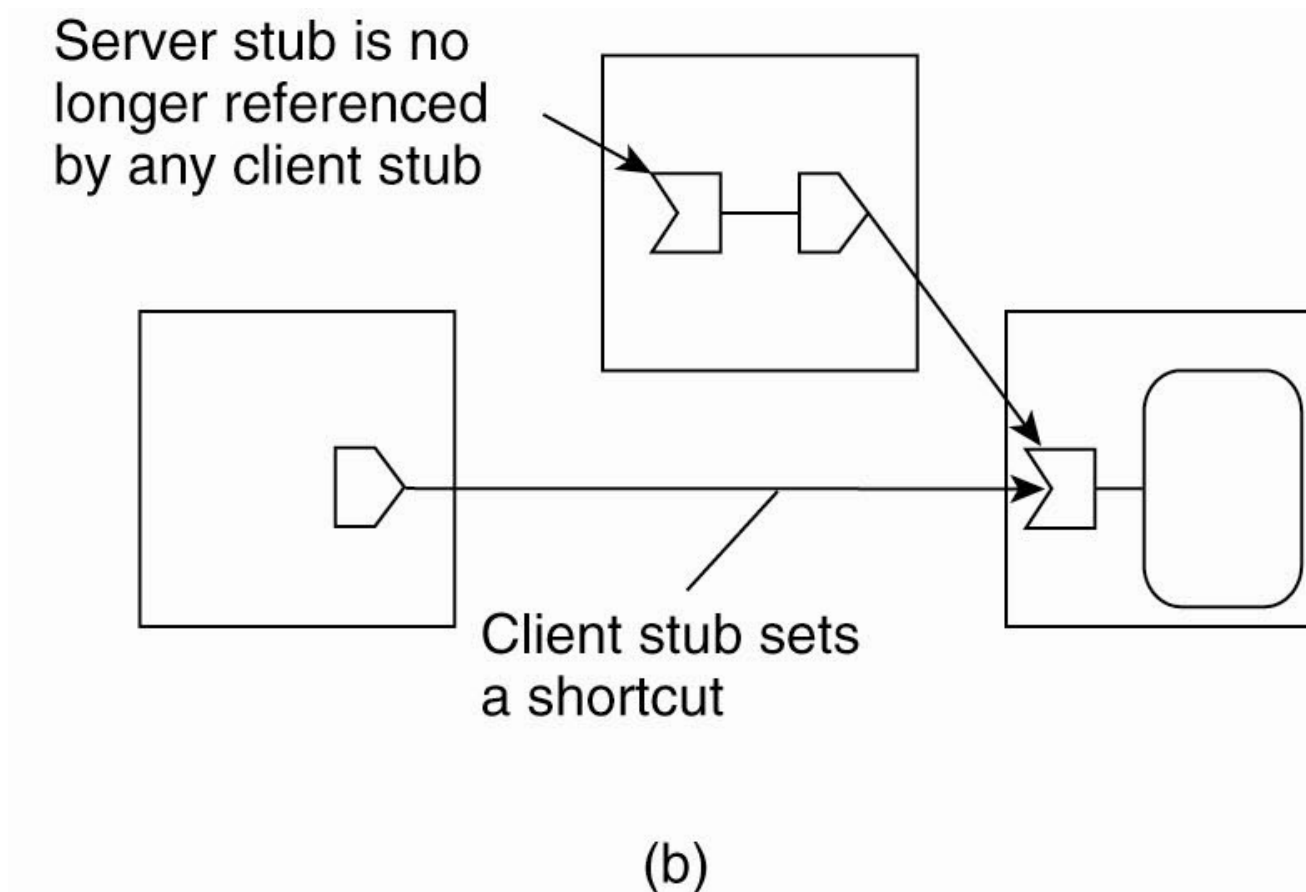 Server stub is no
longer referenced
by any client stub
Client stub sets
a shortcut
(b)